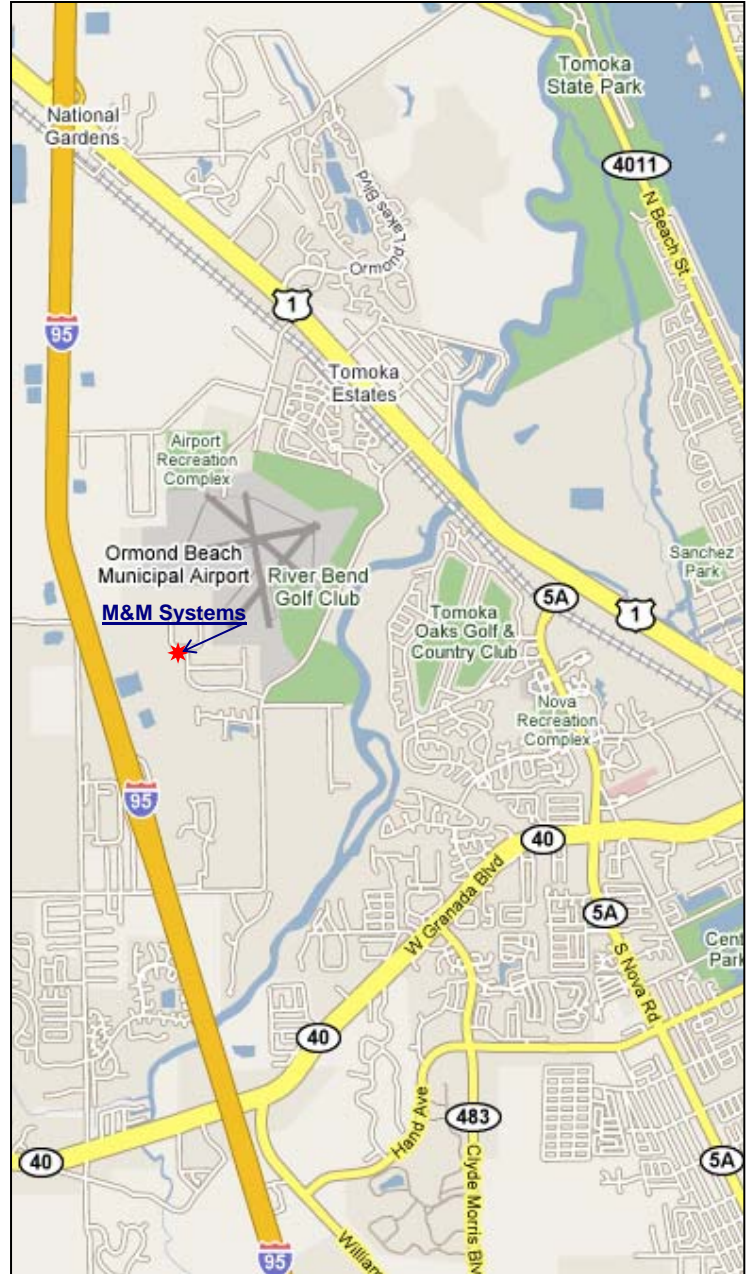 Tomoka
State Park
National
Gardens
4011
N Beach St
Lakes Blvd
Ormond
1
95
Tomoka
Estates
Airport
Recreation
Complex
Ormond Beach
Municipal Airport
River Bend
Golf Club
Sanchez
Park
5A
1
M&M Systems
Tomoka
Oaks Golf &
Country Club
Nova
Recreation
Complex
95
40
W Granada Blvd
5A
S Nova Rd
Cent
Park
40
Hand Ave
483
Clyde Morris Blv
40
5A
William
95